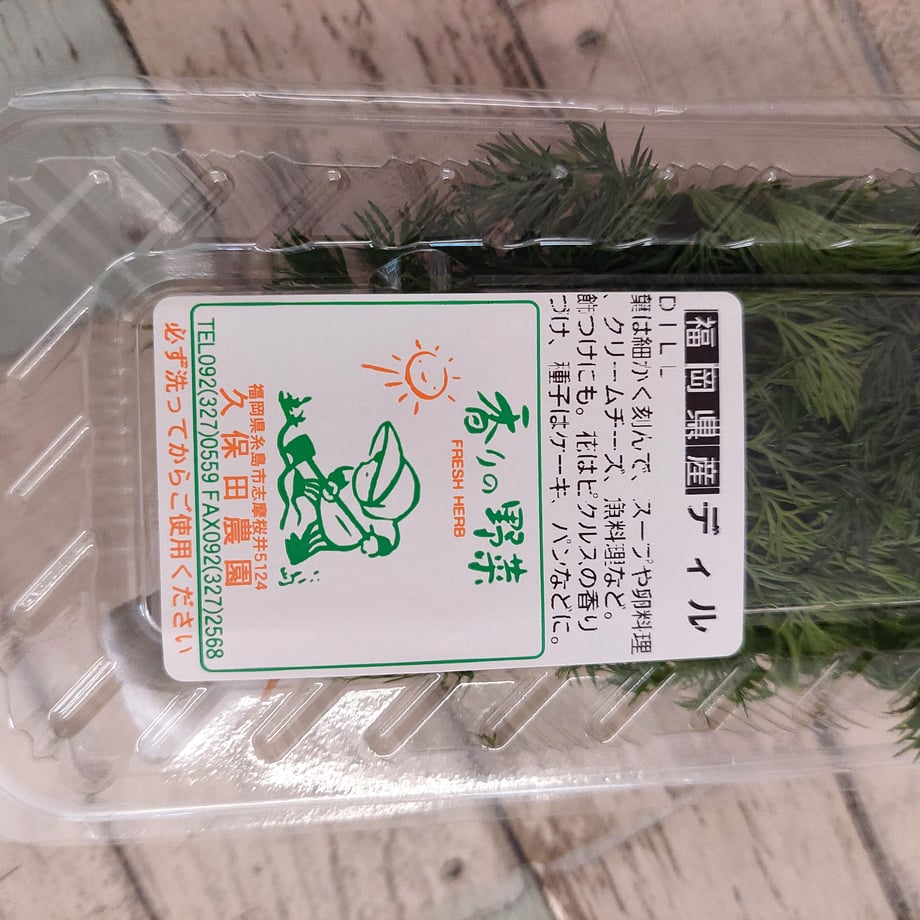 福岡県産ディル
DILL
葉は細かく刻んで、スープや卵料理
、クリームチーズ、魚料理など。
飾つけにも。花はピクルスの香り
づけ、種子はケーキ、パンなどに。
香りの野菜
FRESH HERB
福岡県糸島市志摩桜井5124
久保田農園
TEL092(327)0559 FAX092(327)2568
必ず洗ってからご使用ください